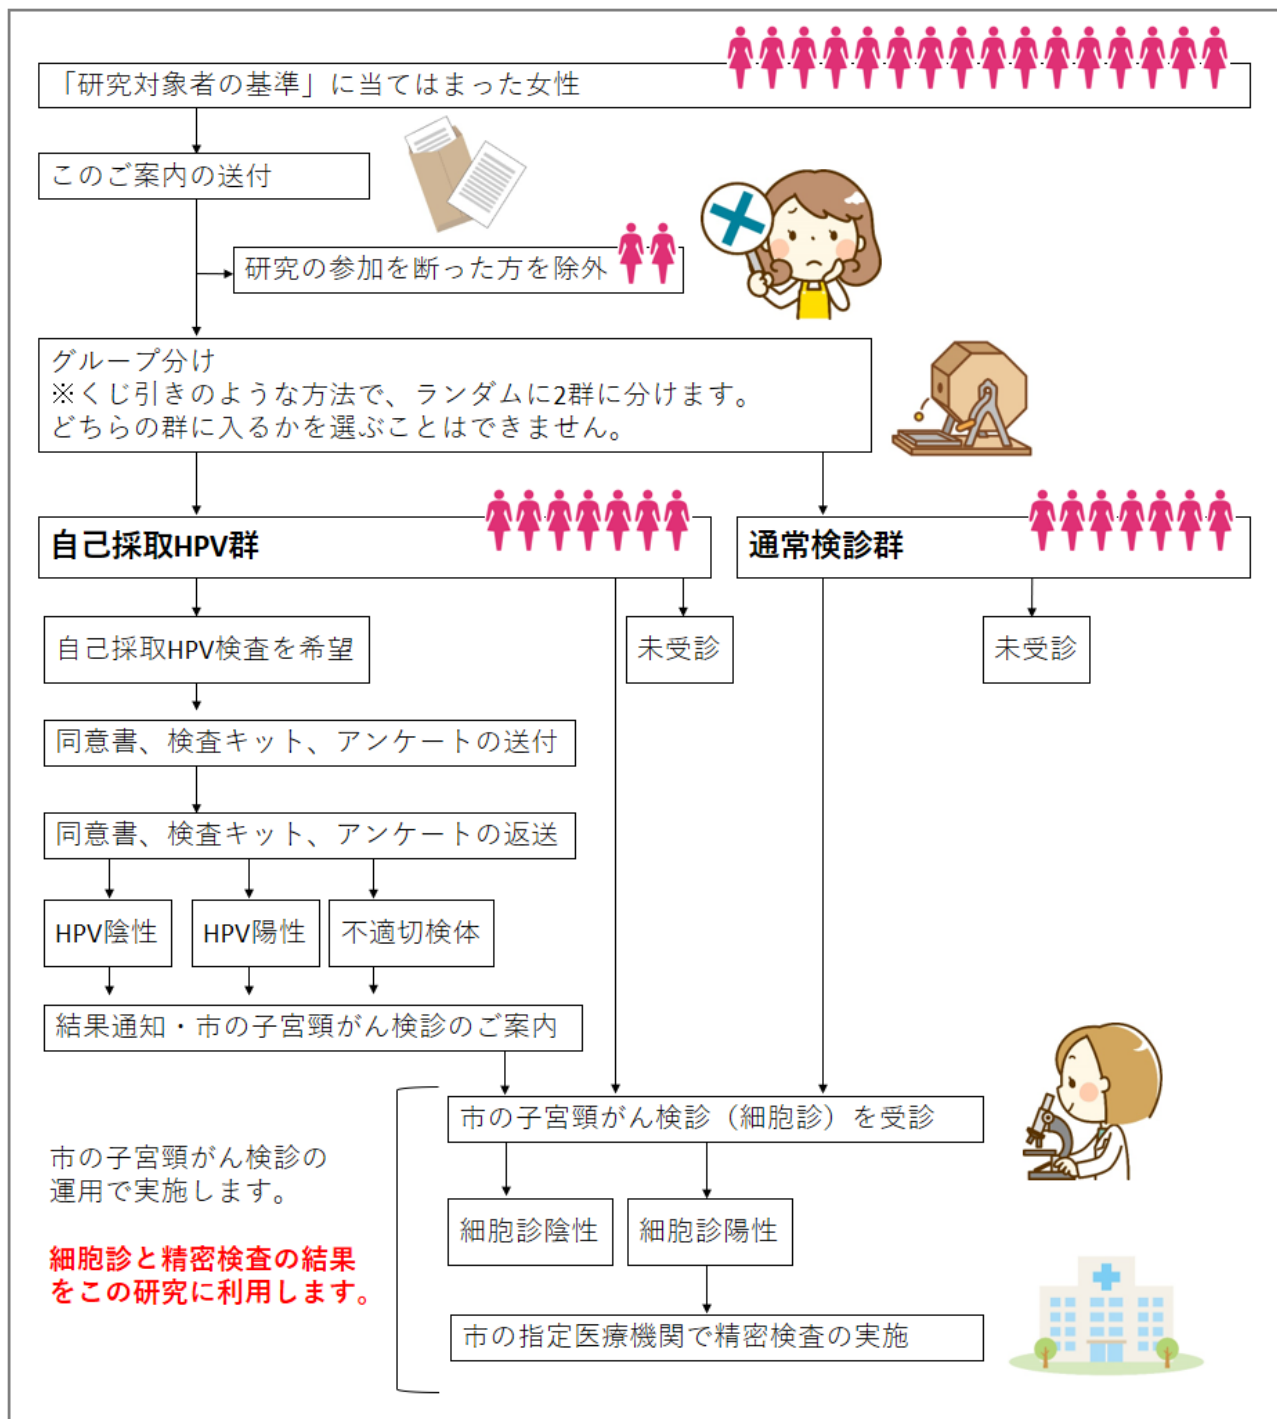 「研究対象者の基準」に当てはまった女性
このご案内の送付
研究の参加を断った方を除外
グループ分け
※くじ引きのような方法で、ランダムに2群に分けます。
どちらの群に入るかを選ぶことはできません。
自己採取HPV群
通常検診群
自己採取HPV検査を希望
未受診
未受診
同意書、検査キット、アンケートの送付
同意書、検査キット、アンケートの返送
HPV陰性
HPV陽性
不適切検体
結果通知・市の子宮頸がん検診のご案内
市の子宮頸がん検診（細胞診）を受診
市の子宮頸がん検診の
運用で実施します。
細胞診陰性
細胞診陽性
細胞診と精密検査の結果
をこの研究に利用します。
市の指定医療機関で精密検査の実施